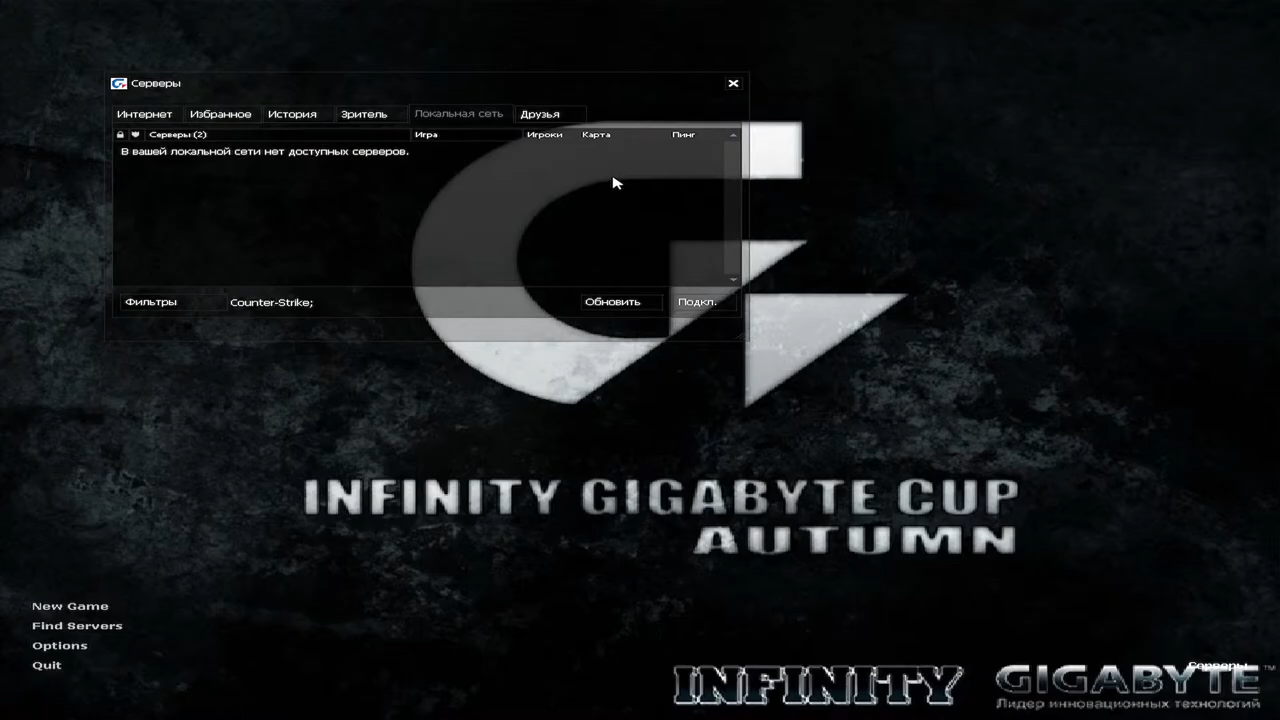 Серверы
Интернет Избранное История Зритель Локальная сеть Друзья
Серверы (2) Игра Игроки Карта Пинг
В вашей локальной сети нет доступных серверов.
Фильтры Counter-Strike; Обновить Подкл.
INFINITY GIGABYTE CUP
AUTUMN
New Game
Find Servers
Options
Quit
Серверы
INFINITY GIGABYTE™
Лидер инновационных технологий